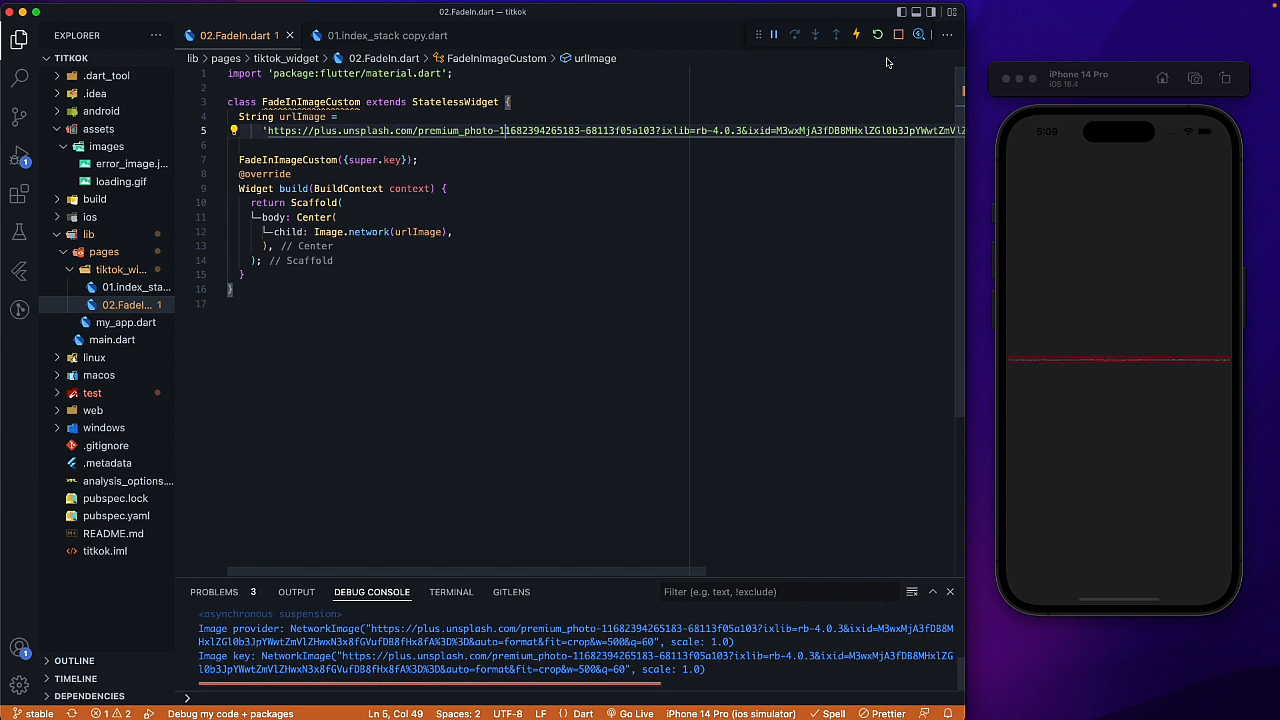 02.FadeIn.dart — titkok
EXPLORER
TITKOK
.dart_tool
.idea
android
assets
images
error_image.j...
loading.gif
build
ios
lib
pages
tiktok_wi...
01.index_sta...
02.FadeI... 1
my_app.dart
main.dart
linux
macos
test
web
windows
.gitignore
.metadata
analysis_options....
pubspec.lock
pubspec.yaml
README.md
titkok.iml
OUTLINE
TIMELINE
DEPENDENCIES
02.FadeIn.dart 1
01.index_stack copy.dart
lib > pages > tiktok_widget > 02.FadeIn.dart > FadeInImageCustom > urlImage
1 import 'package:flutter/material.dart';
2
3 class FadeInImageCustom extends StatelessWidget {
4 String urlImage =
5 'https://plus.unsplash.com/premium_photo-11682394265183-68113f05a103?ixlib=rb-4.0.3&ixid=M3wxMjA3fDB8MHxlZGl0b3JpYWwtZmVlZ
6
7 FadeInImageCustom({super.key});
8 @override
9 Widget build(BuildContext context) {
10 return Scaffold(
11 body: Center(
12 child: Image.network(urlImage),
13 ), // Center
14 ); // Scaffold
15 }
16 }
17
PROBLEMS 3 OUTPUT DEBUG CONSOLE TERMINAL GITLENS
Filter (e.g. text, !exclude)
<asynchronous suspension>
Image provider: NetworkImage("https://plus.unsplash.com/premium_photo-11682394265183-68113f05a103?ixlib=rb-4.0.3&ixid=M3wxMjA3fDB8M
HxlZGl0b3JpYWwtZmVlZHwxN3x8fGVufDB8fHx8fA%3D%3D&auto=format&fit=crop&w=500&q=60", scale: 1.0)
Image key: NetworkImage("https://plus.unsplash.com/premium_photo-11682394265183-68113f05a103?ixlib=rb-4.0.3&ixid=M3wxMjA3fDB8MHxlZG
l0b3JpYWwtZmVlZHwxN3x8fGVufDB8fHx8fA%3D%3D&auto=format&fit=crop&w=500&q=60", scale: 1.0)
1
1
stable 1 2 Debug my code + packages Ln 5, Col 49 Spaces: 2 UTF-8 LF {} Dart Go Live iPhone 14 Pro (ios simulator) Spell Prettier
iPhone 14 Pro
iOS 16.4
5:09